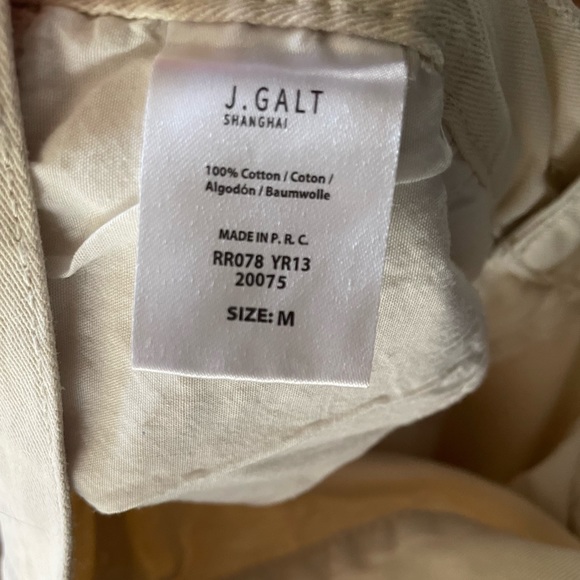 J.GALT
SHANGHAI
100% Cotton / Coton /
Algodón / Baumwolle
MADE IN P. R. C.
RR078 YR13
20075
SIZE: M